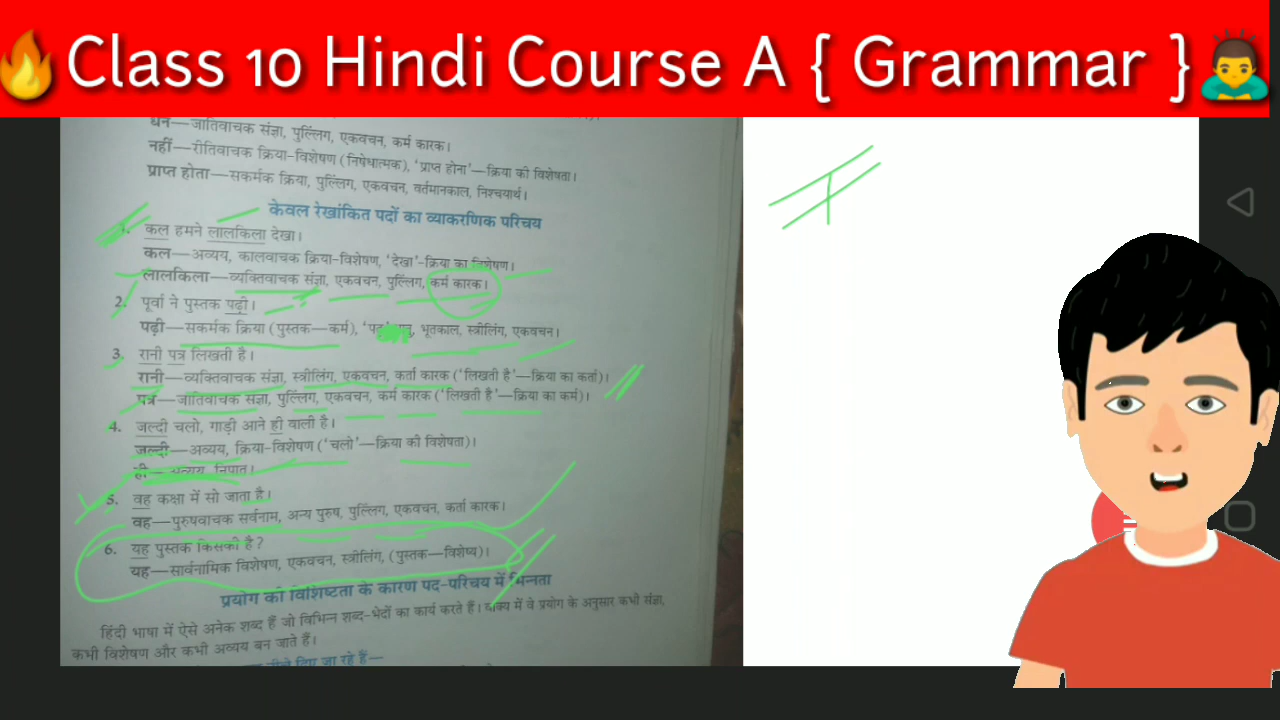 Class 10 Hindi Course A { Grammar }
धन—जातिवाचक संज्ञा, पुल्लिंग, एकवचन, कर्म कारक।
नहीं—रीतिवाचक क्रिया-विशेषण (निषेधात्मक), 'प्राप्त होना'—क्रिया की विशेषता।
प्राप्त होता—सकर्मक क्रिया, पुल्लिंग, एकवचन, वर्तमानकाल, निश्चयार्थ।
केवल रेखांकित पदों का व्याकरणिक परिचय
कल हमने लालकिला देखा।
कल—अव्यय, कालवाचक क्रिया-विशेषण, 'देखा'-क्रिया का विशेषण।
लालकिला—व्यक्तिवाचक संज्ञा, एकवचन, पुल्लिंग, कर्म कारक।
2. पूर्वा ने पुस्तक पढ़ी।
पढ़ी—सकर्मक क्रिया (पुस्तक—कर्म), भूतकाल, स्त्रीलिंग, एकवचन।
3. रानी पत्र लिखती है।
रानी—व्यक्तिवाचक संज्ञा, स्त्रीलिंग, एकवचन, कर्ता कारक ('लिखती है'—क्रिया का कर्ता)।
पत्र—जातिवाचक संज्ञा, पुल्लिंग, एकवचन, कर्म कारक ('लिखती है'—क्रिया का कर्म)।
4. जल्दी चलो, गाड़ी आने ही वाली है।
जल्दी—अव्यय, क्रिया-विशेषण ('चलो'—क्रिया की विशेषता)।
ही—अव्यय, निपात।
5. वह कक्षा में सो जाता है।
वह—पुरुषवाचक सर्वनाम, अन्य पुरुष, पुल्लिंग, एकवचन, कर्ता कारक।
6. यह पुस्तक किसकी है?
यह—सार्वनामिक विशेषण, एकवचन, स्त्रीलिंग, (पुस्तक—विशेष्य)।
प्रयोग की विशिष्टता के कारण पद-परिचय में भिन्नता
हिंदी भाषा में ऐसे अनेक शब्द हैं जो विभिन्न शब्द-भेदों का कार्य करते हैं। वाक्य में वे प्रयोग के अनुसार कभी संज्ञा,
कभी विशेषण और कभी अव्यय बन जाते हैं।
नीचे दिए जा रहे हैं—